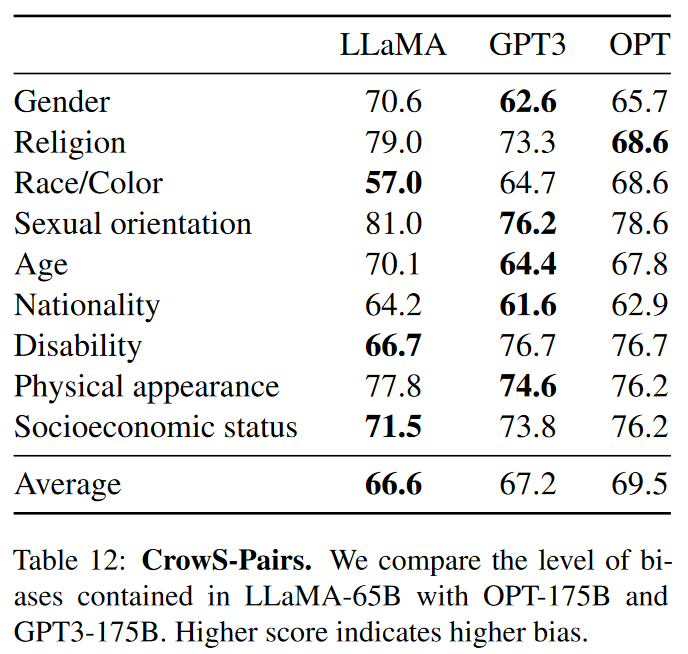 LLaMA GPT3 OPT
Gender 70.6 62.6 65.7
Religion 79.0 73.3 68.6
Race/Color 57.0 64.7 68.6
Sexual orientation 81.0 76.2 78.6
Age 70.1 64.4 67.8
Nationality 64.2 61.6 62.9
Disability 66.7 76.7 76.7
Physical appearance 77.8 74.6 76.2
Socioeconomic status 71.5 73.8 76.2
Average 66.6 67.2 69.5
Table 12: CrowS-Pairs. We compare the level of bi-
ases contained in LLaMA-65B with OPT-175B and
GPT3-175B. Higher score indicates higher bias.